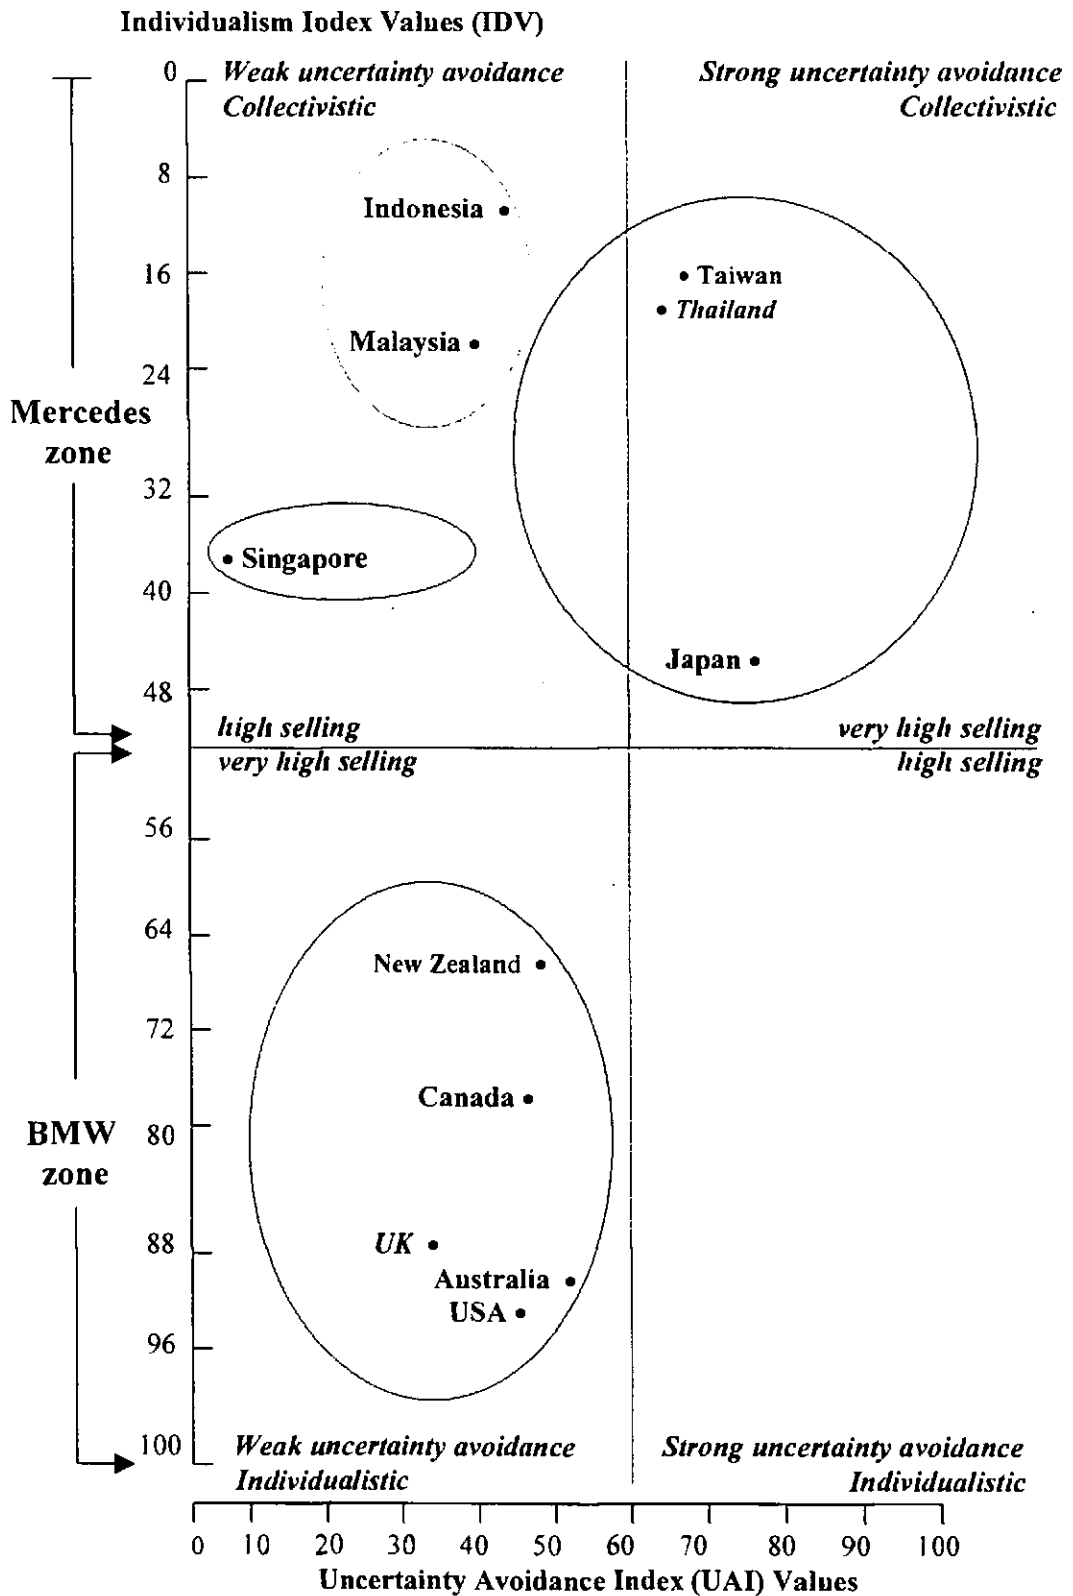 Individualism Iodex Values (IDV)
0
Weak uncertainty avoidance
Collectivistic
Strong uncertainty avoidance
Collectivistic
8
Indonesia
16
Taiwan
Thailand
Malaysia
24
Mercedes
zone
32
Singapore
40
Japan
48
high selling
very high selling
very high selling
high selling
56
64
New Zealand
72
Canada
BMW
zone
80
UK
88
Australia
USA
96
100
Weak uncertainty avoidance
Individualistic
Strong uncertainty avoidance
Individualistic
0 10 20 30 40 50 60 70 80 90 100
Uncertainty Avoidance Index (UAI) Values